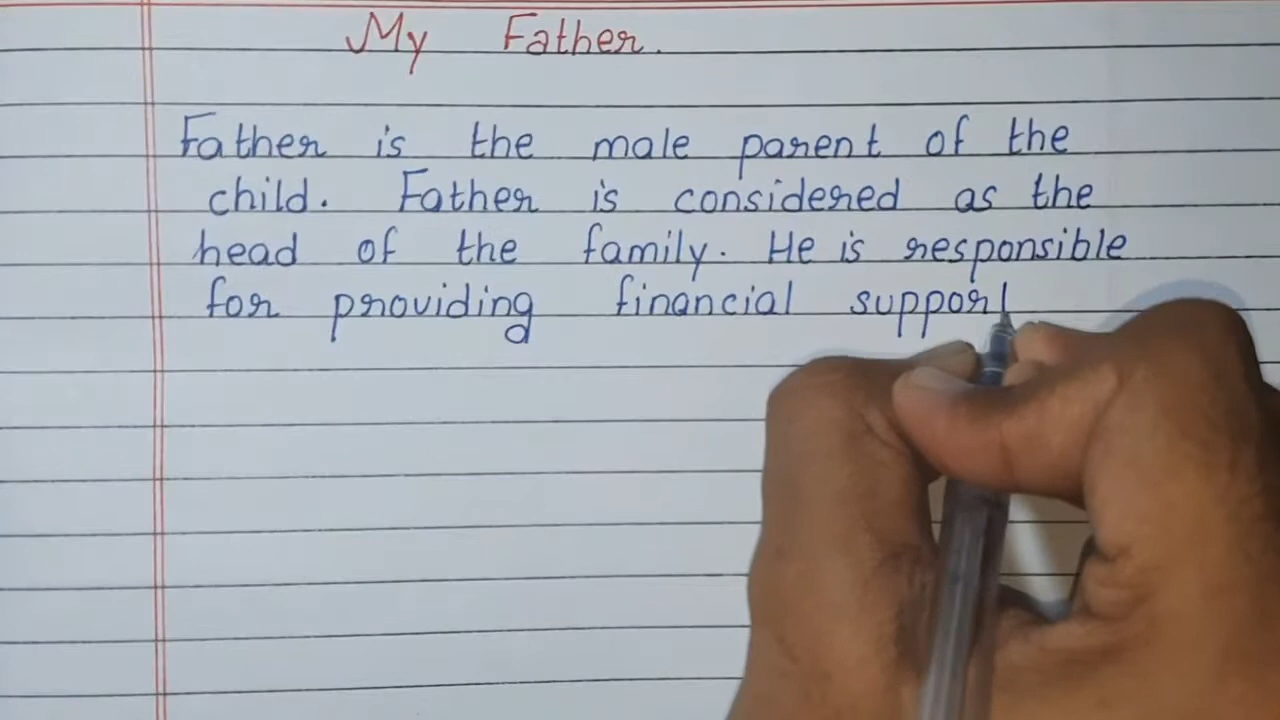 My Father.
Father is the male parent of the
child. Father is considered as the
head of the family. He is responsible
for providing financial support